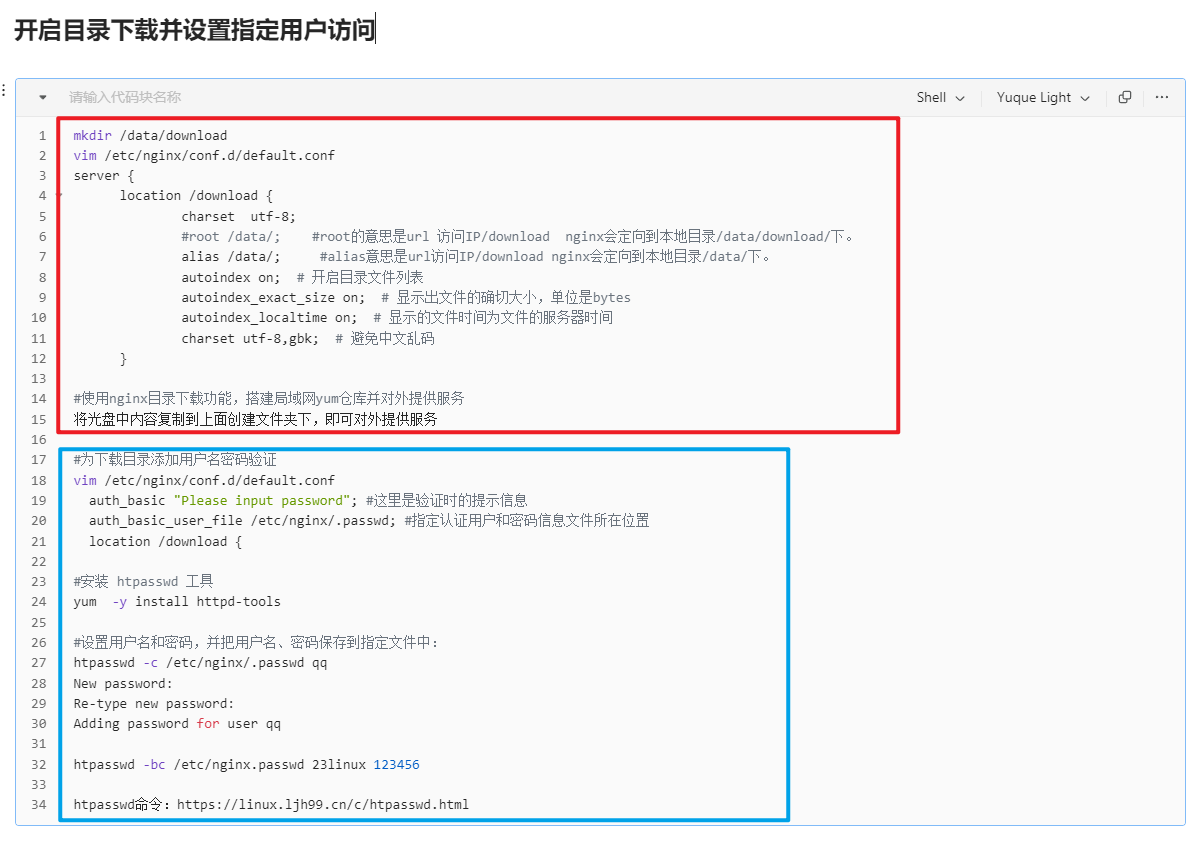 开启目录下载并设置指定用户访问
请输入代码块名称 Shell Yuque Light
1 mkdir /data/download
2 vim /etc/nginx/conf.d/default.conf
3 server {
4 location /download {
5 charset  utf-8;
6 #root /data/;    #root的意思是url 访问IP/download  nginx会定向到本地目录/data/download/下。
7 alias /data/;     #alias意思是url访问IP/download nginx会定向到本地目录/data/下。
8 autoindex on;  # 开启目录文件列表
9 autoindex_exact_size on;  # 显示出文件的确切大小，单位是bytes
10 autoindex_localtime on;  # 显示的文件时间为文件的服务器时间
11 charset utf-8,gbk;  # 避免中文乱码
12 }
13
14 #使用nginx目录下载功能，搭建局域网yum仓库并对外提供服务
15 将光盘中内容复制到上面创建文件夹下，即可对外提供服务
16
17 #为下载目录添加用户名密码验证
18 vim /etc/nginx/conf.d/default.conf
19 auth_basic "Please input password"; #这里是验证时的提示信息
20 auth_basic_user_file /etc/nginx/.passwd; #指定认证用户和密码信息文件所在位置
21 location /download {
22
23 #安装 htpasswd 工具
24 yum  -y install httpd-tools
25
26 #设置用户名和密码，并把用户名、密码保存到指定文件中：
27 htpasswd -c /etc/nginx/.passwd qq
28 New password:
29 Re-type new password:
30 Adding password for user qq
31
32 htpasswd -bc /etc/nginx.passwd 23linux 123456
33
34 htpasswd命令：https://linux.ljh99.cn/c/htpasswd.html